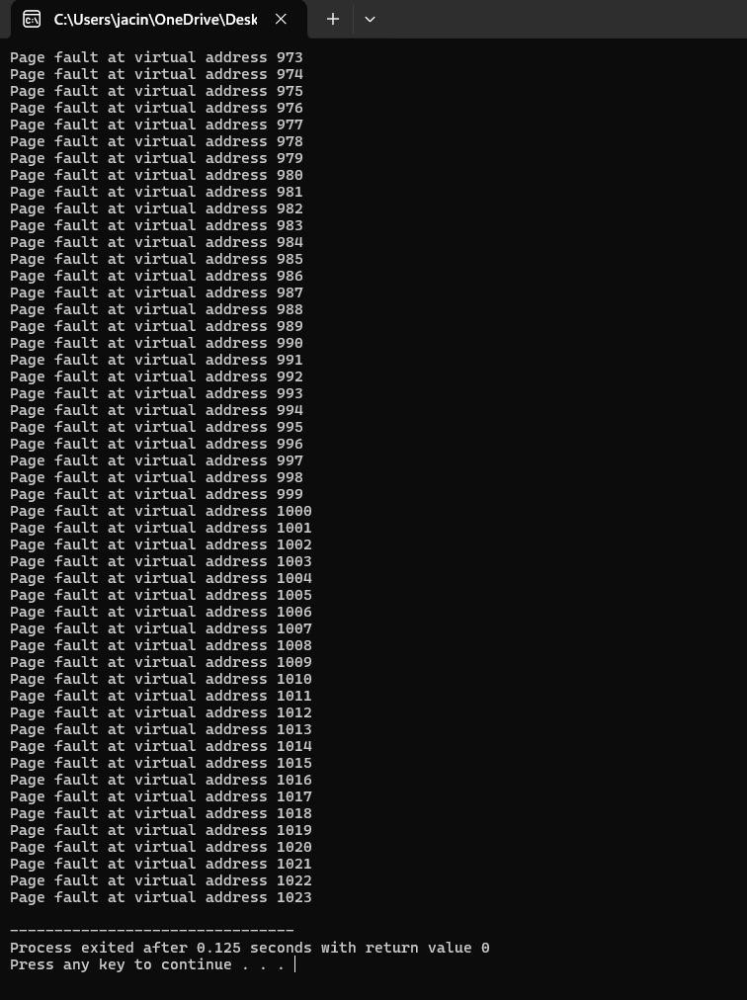 C:\Users\jacin\OneDrive\Desk
Page fault at virtual address 973
Page fault at virtual address 974
Page fault at virtual address 975
Page fault at virtual address 976
Page fault at virtual address 977
Page fault at virtual address 978
Page fault at virtual address 979
Page fault at virtual address 980
Page fault at virtual address 981
Page fault at virtual address 982
Page fault at virtual address 983
Page fault at virtual address 984
Page fault at virtual address 985
Page fault at virtual address 986
Page fault at virtual address 987
Page fault at virtual address 988
Page fault at virtual address 989
Page fault at virtual address 990
Page fault at virtual address 991
Page fault at virtual address 992
Page fault at virtual address 993
Page fault at virtual address 994
Page fault at virtual address 995
Page fault at virtual address 996
Page fault at virtual address 997
Page fault at virtual address 998
Page fault at virtual address 999
Page fault at virtual address 1000
Page fault at virtual address 1001
Page fault at virtual address 1002
Page fault at virtual address 1003
Page fault at virtual address 1004
Page fault at virtual address 1005
Page fault at virtual address 1006
Page fault at virtual address 1007
Page fault at virtual address 1008
Page fault at virtual address 1009
Page fault at virtual address 1010
Page fault at virtual address 1011
Page fault at virtual address 1012
Page fault at virtual address 1013
Page fault at virtual address 1014
Page fault at virtual address 1015
Page fault at virtual address 1016
Page fault at virtual address 1017
Page fault at virtual address 1018
Page fault at virtual address 1019
Page fault at virtual address 1020
Page fault at virtual address 1021
Page fault at virtual address 1022
Page fault at virtual address 1023
--------------------------------
Process exited after 0.125 seconds with return value 0
Press any key to continue . . .